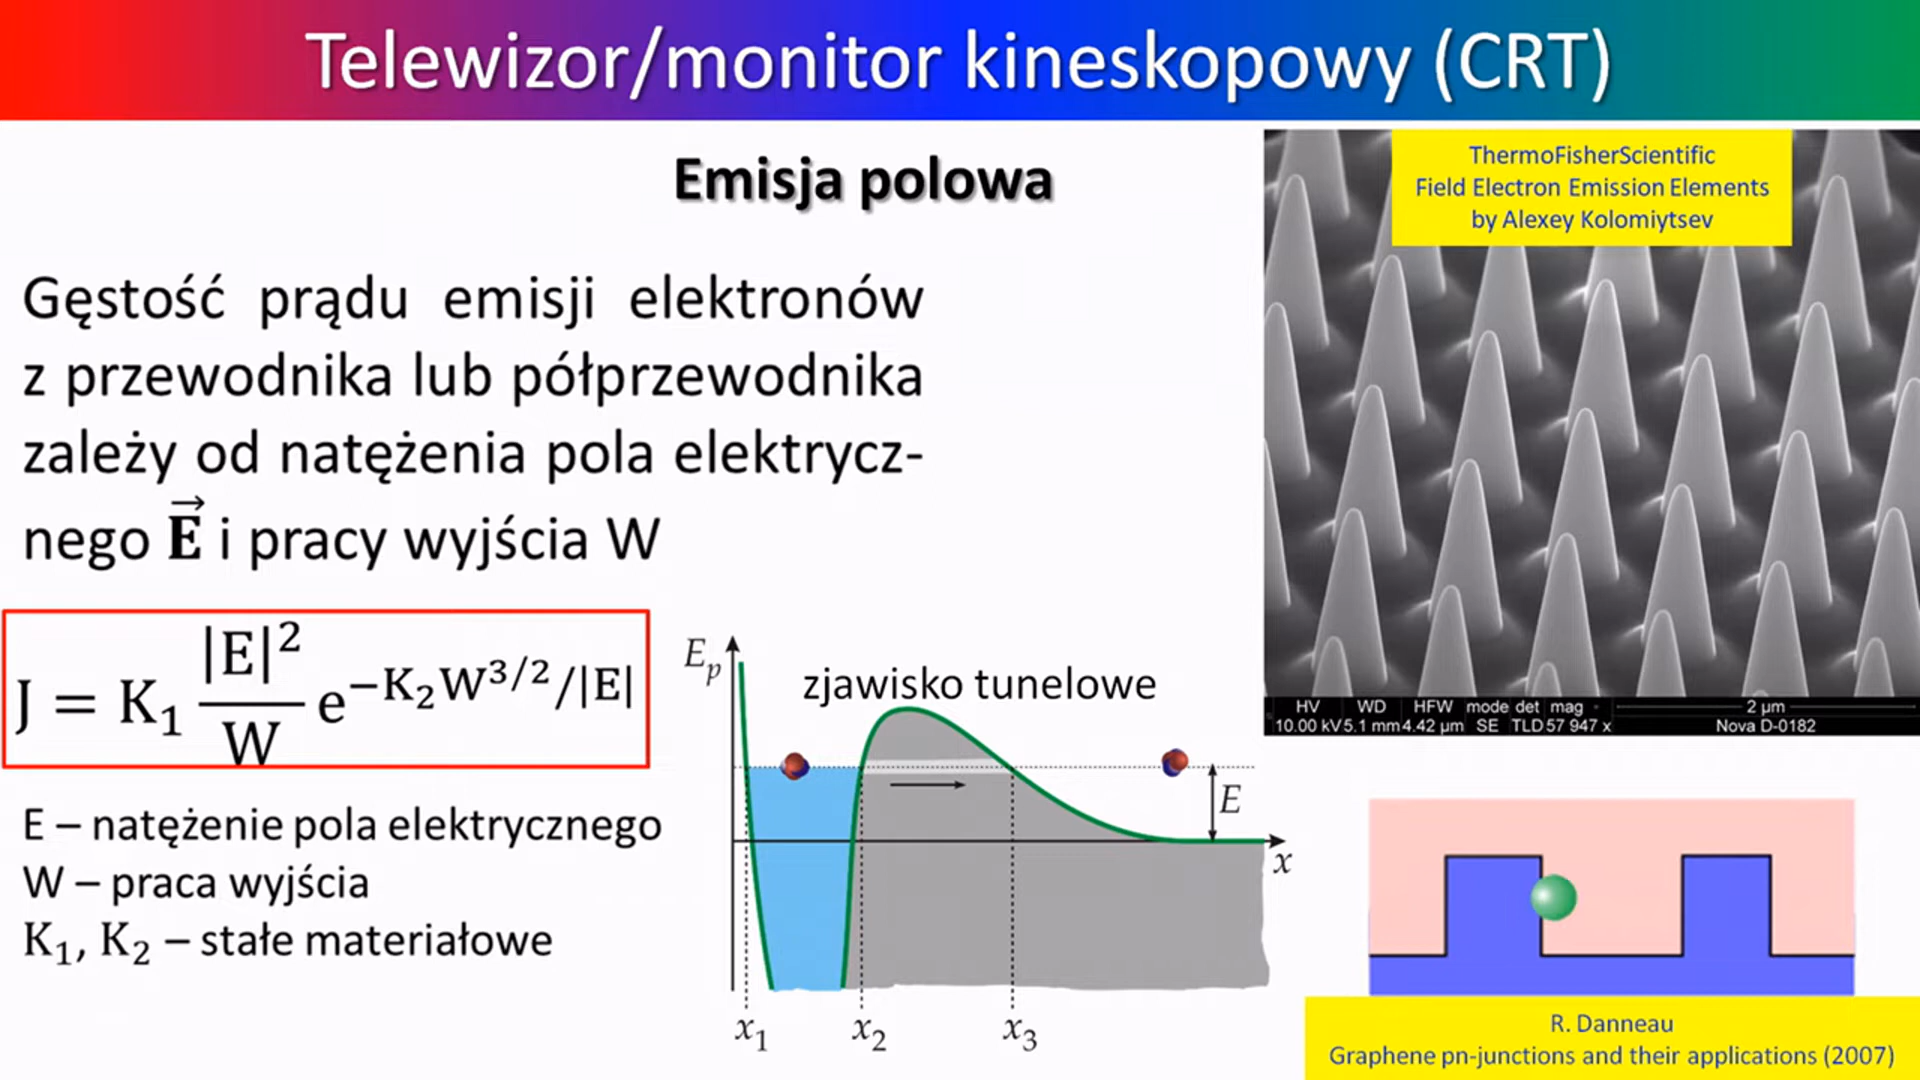 Telewizor/monitor kineskopowy (CRT)
Emisja polowa
Gęstość prądu emisji elektronów
z przewodnika lub półprzewodnika
zależy od natężenia pola elektrycz-
nego E⃗ i pracy wyjścia W
J = K₁ |E|²/W e^(−K₂W^(3/2)/|E|)
E – natężenie pola elektrycznego
W – praca wyjścia
K₁, K₂ – stałe materiałowe
Eₚ
zjawisko tunelowe
E
x
x₁ x₂ x₃
ThermoFisherScientific
Field Electron Emission Elements
by Alexey Kolomiytsev
HV WD HFW mode det mag 2 µm
10.00 kV 5.1 mm 4.42 µm SE TLD 57 947 x Nova D-0182
R. Danneau
Graphene pn-junctions and their applications (2007)